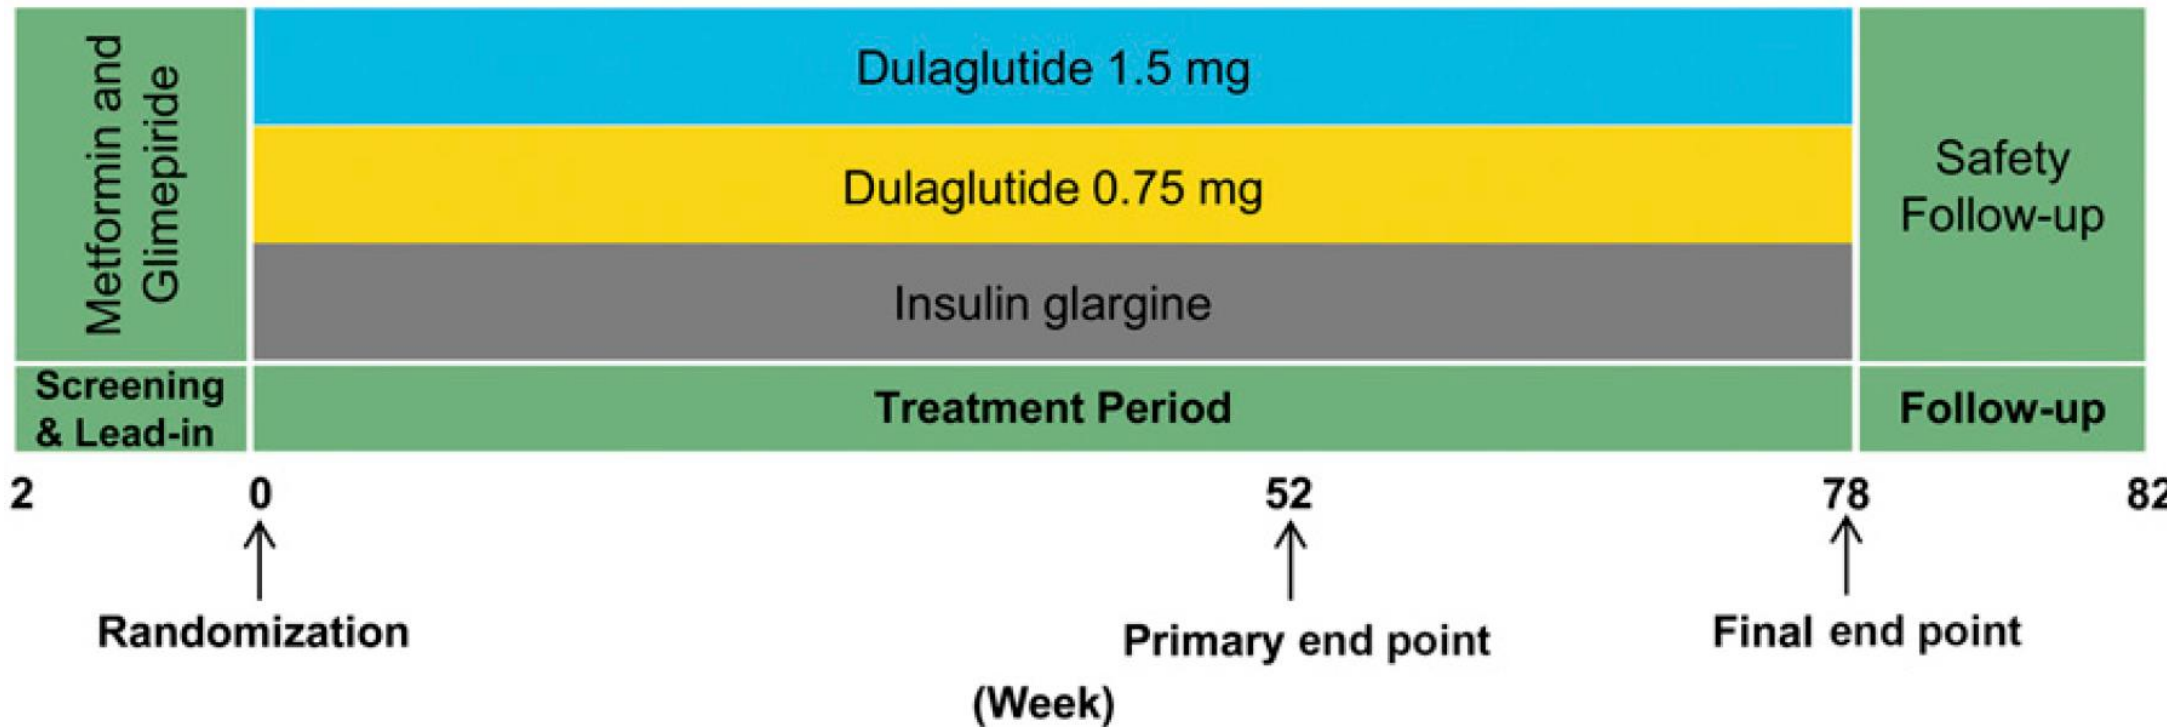 Metformin and
Glimepiride
Dulaglutide 1.5 mg
Dulaglutide 0.75 mg
Insulin glargine
Safety
Follow-up
Screening
& Lead-in
Treatment Period
Follow-up
2
0
52
78
82
Randomization
Primary end point
Final end point
(Week)